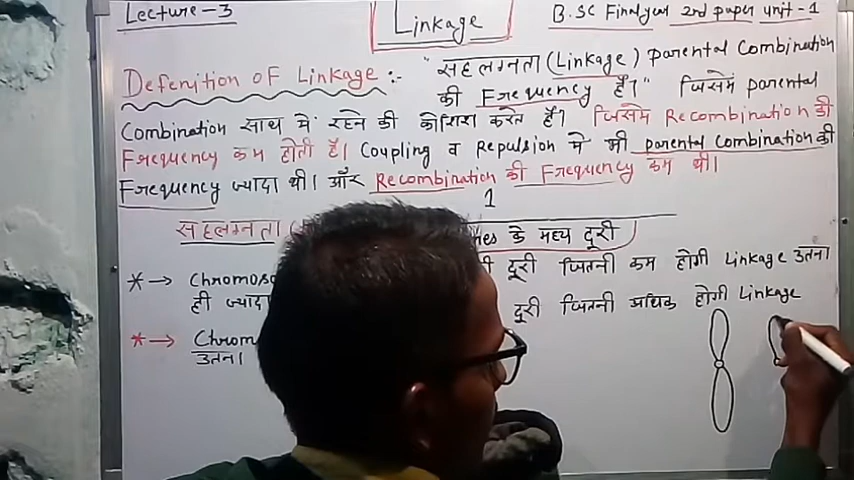 Lecture-3
Linkage
B.SC Final year 2nd paper unit-1
Defenition of Linkage:- "सहलग्नता (Linkage) parental Combination
की Frequency है।" जिसमें parental
Combination साथ में रहने की कोशिश करते हैं। जिसमे Recombination की
Frequency कम होती है। Coupling व Repulsion मे भी parental combination की
Frequency ज्यादा थी। और Recombination की Frequency कम थी।
1
सहलग्नता के मध्य दूरी
* → दूरी जितनी कम होगी Linkage उतना
ही ज्यादा दूरी जितनी अधिक होगी Linkage
* → Chrom
उतना